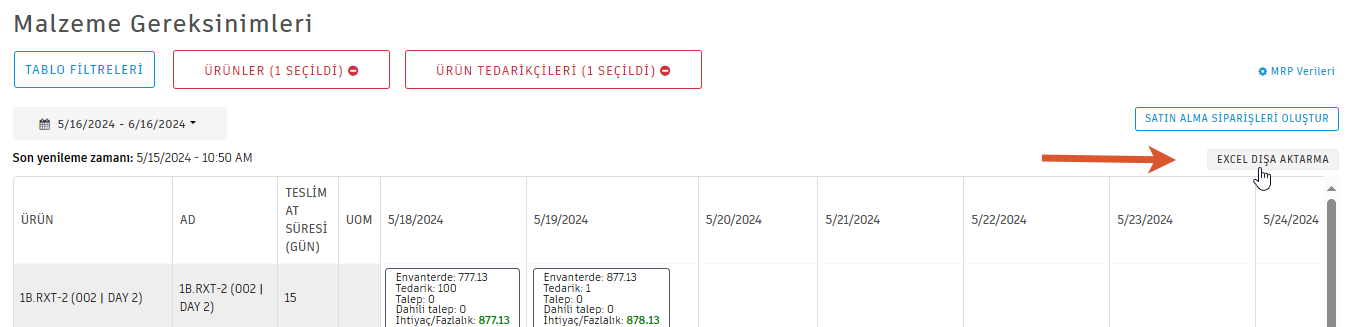 Malzeme Gereksinimleri
TABLO FİLTRELERİ
ÜRÜNLER (1 SEÇİLDİ)
ÜRÜN TEDARİKÇİLERİ (1 SEÇİLDİ)
MRP Verileri
5/16/2024 - 6/16/2024
SATIN ALMA SİPARİŞLERİ OLUŞTUR
Son yenileme zamanı: 5/15/2024 - 10:50 AM
EXCEL DIŞA AKTARMA
ÜRÜN
AD
TESLİM
AT
SÜRESİ
(GÜN)
UOM
5/18/2024
5/19/2024
5/20/2024
5/21/2024
5/22/2024
5/23/2024
5/24/2024
1B.RXT-2 (002 | DAY 2)
1B.RXT-2 (002 |
DAY 2)
15
Envanterde: 777.13
Tedarik: 100
Talep: 0
Dahili talep: 0
İhtiyaç/Fazlalık: 877.13
Envanterde: 877.13
Tedarik: 1
Talep: 0
Dahili talep: 0
İhtiyaç/Fazlalık: 878.13